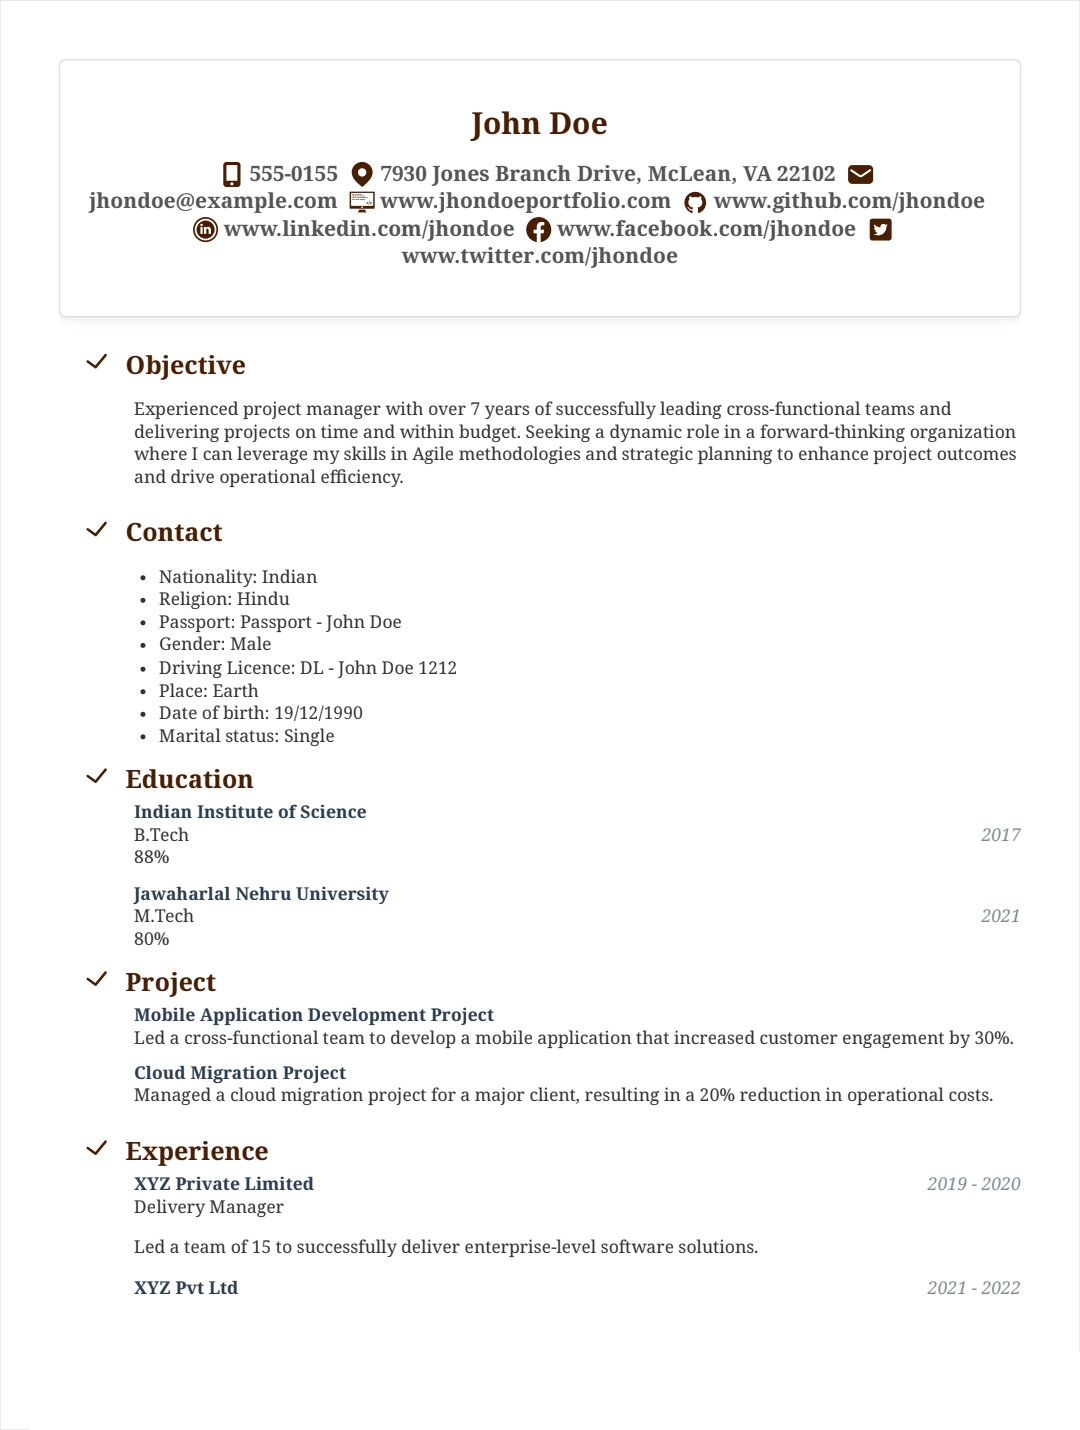 John Doe
555-0155 7930 Jones Branch Drive, McLean, VA 22102
jhondoe@example.com www.jhondoeportfolio.com www.github.com/jhondoe
www.linkedin.com/jhondoe www.facebook.com/jhondoe
www.twitter.com/jhondoe
Objective
Experienced project manager with over 7 years of successfully leading cross-functional teams and
delivering projects on time and within budget. Seeking a dynamic role in a forward-thinking organization
where I can leverage my skills in Agile methodologies and strategic planning to enhance project outcomes
and drive operational efficiency.
Contact
• Nationality: Indian
• Religion: Hindu
• Passport: Passport - John Doe
• Gender: Male
• Driving Licence: DL - John Doe 1212
• Place: Earth
• Date of birth: 19/12/1990
• Marital status: Single
Education
Indian Institute of Science
B.Tech 2017
88%
Jawaharlal Nehru University
M.Tech 2021
80%
Project
Mobile Application Development Project
Led a cross-functional team to develop a mobile application that increased customer engagement by 30%.
Cloud Migration Project
Managed a cloud migration project for a major client, resulting in a 20% reduction in operational costs.
Experience
XYZ Private Limited 2019 - 2020
Delivery Manager
Led a team of 15 to successfully deliver enterprise-level software solutions.
XYZ Pvt Ltd 2021 - 2022